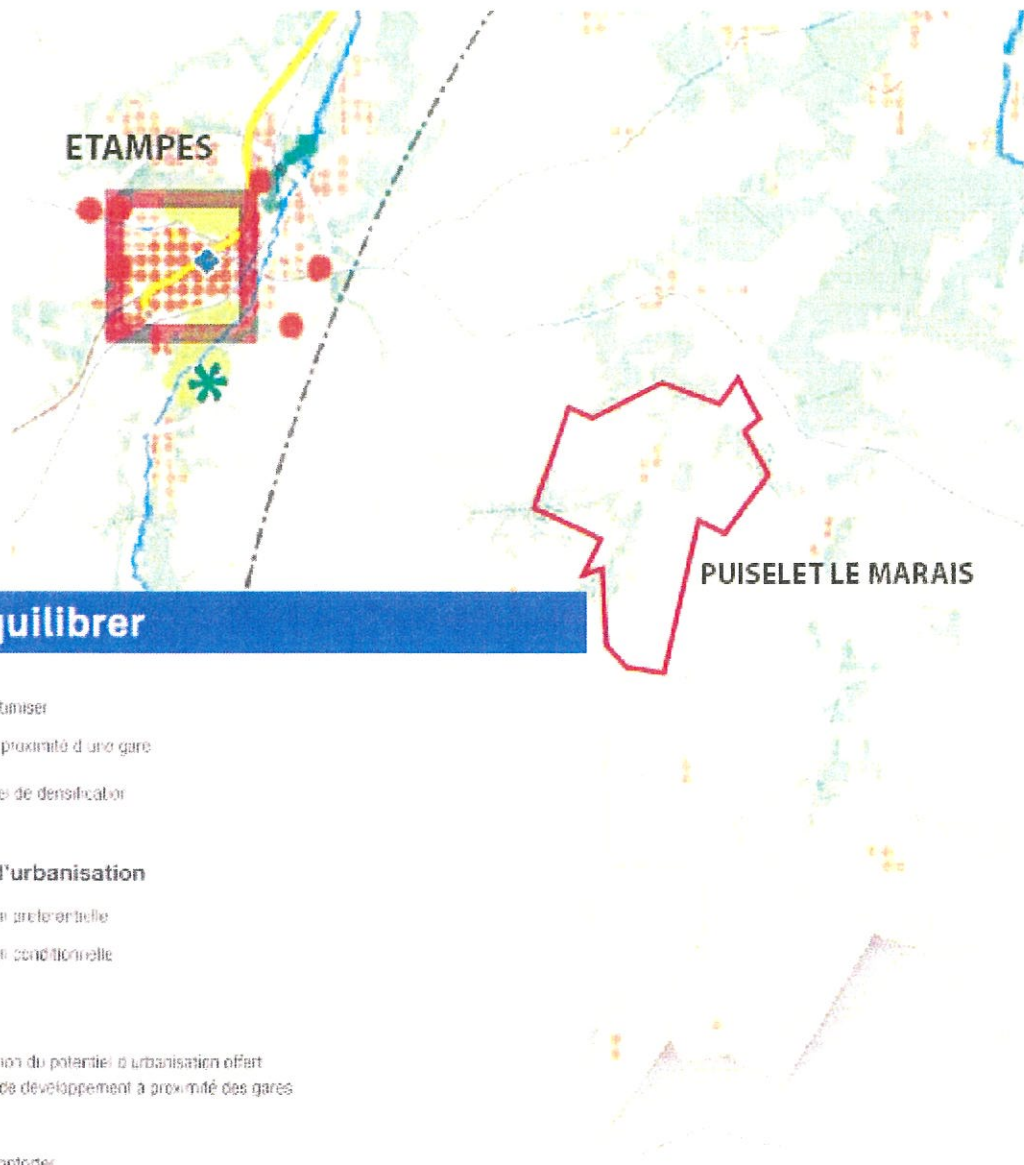 ETAMPES
PUISELET LE MARAIS
quilibrer
timiser
proximité d'une gare
el de densification
l'urbanisation
n préférentielle
n conditionnelle
ion du potentiel d'urbanisation offert
de développement à proximité des gares